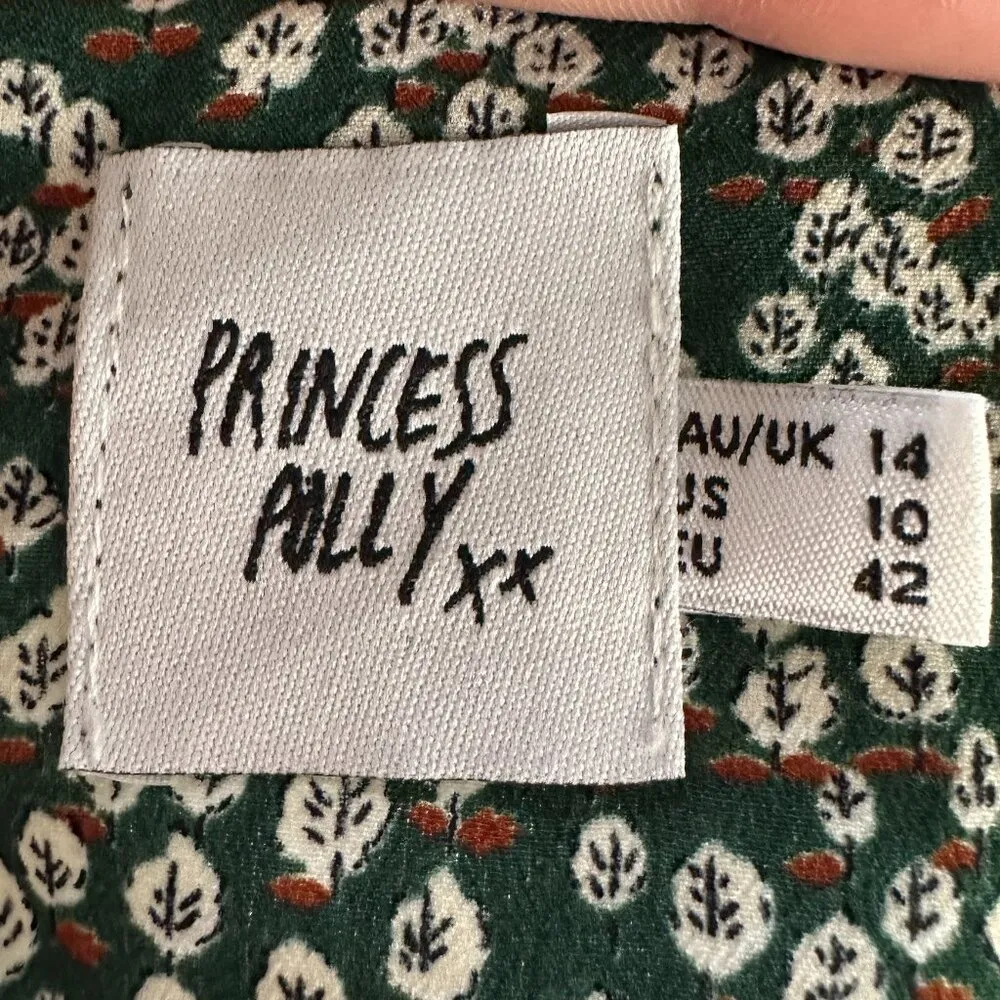 PRINCESS
POLLY xx
AU/UK 14
US 10
EU 42